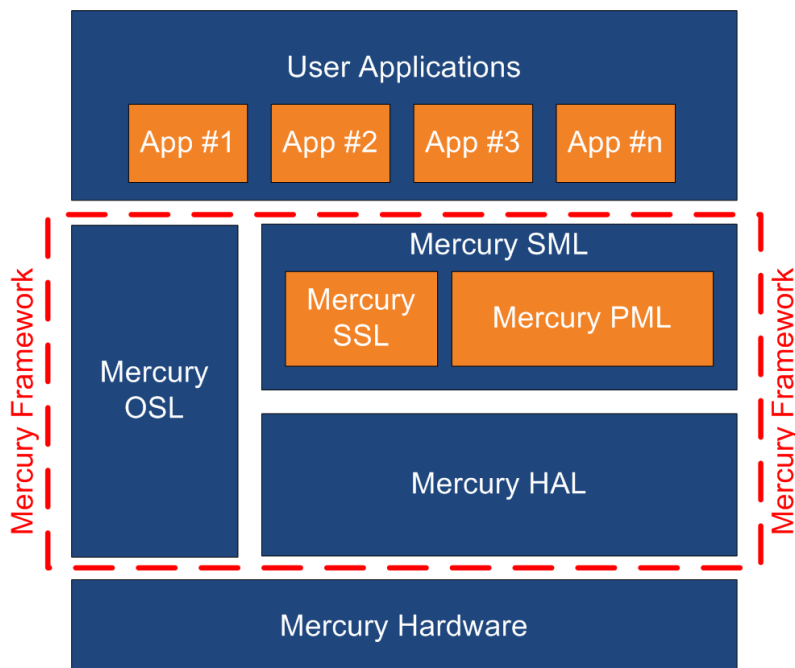 User Applications
App #1
App #2
App #3
App #n
Mercury Framework
Mercury
OSL
Mercury SML
Mercury
SSL
Mercury PML
Mercury HAL
Mercury Framework
Mercury Hardware